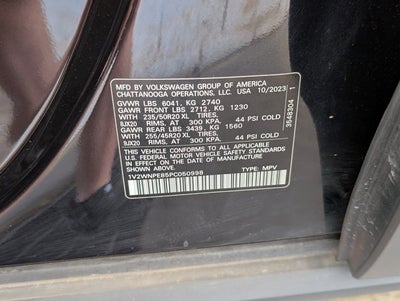 MFD BY VOLKSWAGEN GROUP OF AMERICA
CHATTANOOGA OPERATIONS, LLC. USA 10/2023
GVWR LBS 6041, KG 2740
GAWR FRONT LBS 2712, KG 1230
WITH 235/50R20 XL TIRES,
8JX20 RIMS, AT 300 KPA, 44 PSI COLD
GAWR REAR LBS 3439, KG 1560
WITH 255/45R20 XL TIRES,
9JX20 RIMS, AT 300 KPA, 44 PSI COLD
THIS VEHICLE CONFORMS TO ALL APPLICABLE
U.S. FEDERAL MOTOR VEHICLE SAFETY STANDARDS
IN EFFECT ON THE DATE OF MANUFACTURE
SHOWN ABOVE.
1V2WNPE85PC050998 TYPE: MPV
3648304 1